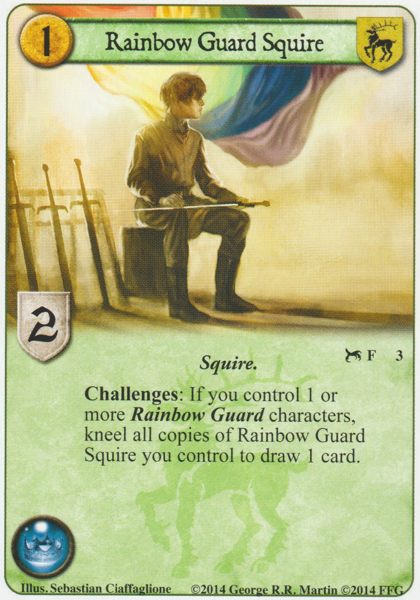 1
Rainbow Guard Squire
2
Squire.
F 3
Challenges: If you control 1 or
more Rainbow Guard characters,
kneel all copies of Rainbow Guard
Squire you control to draw 1 card.
Illus. Sebastian Ciaffaglione ©2014 George R.R. Martin ©2014 FFG